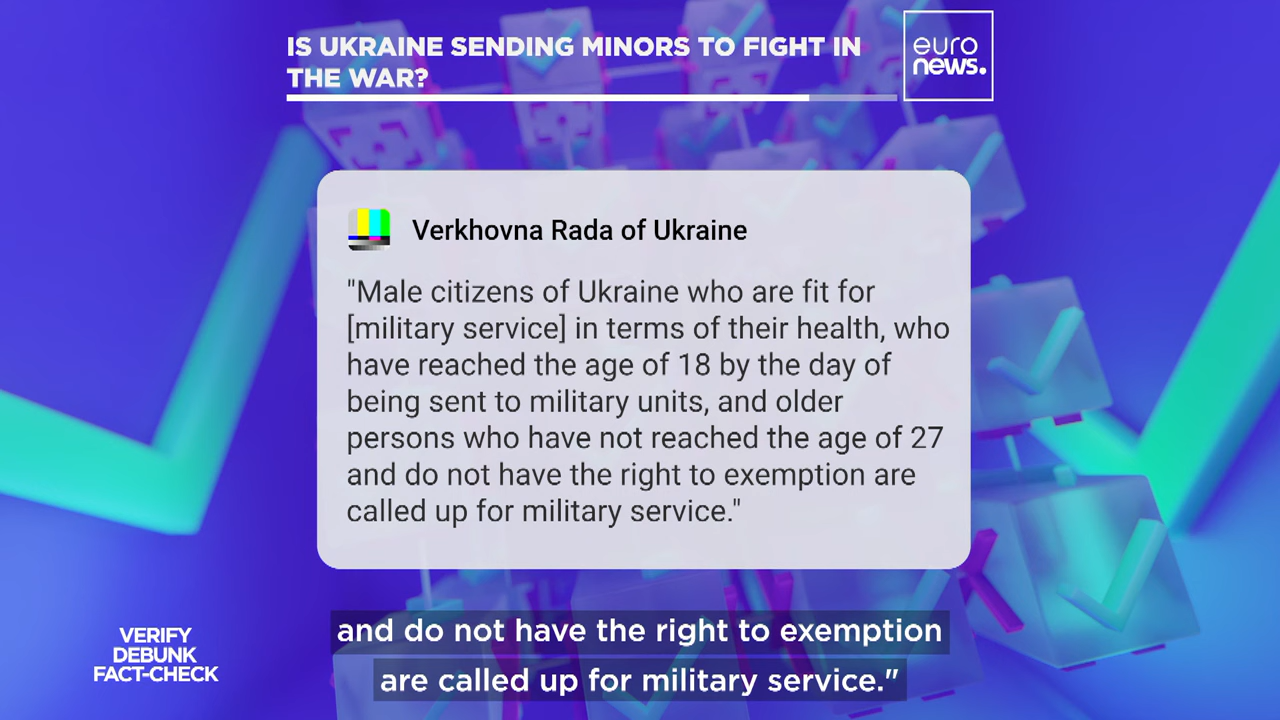 IS UKRAINE SENDING MINORS TO FIGHT IN
THE WAR?
euro
news.
Verkhovna Rada of Ukraine
"Male citizens of Ukraine who are fit for
[military service] in terms of their health, who
have reached the age of 18 by the day of
being sent to military units, and older
persons who have not reached the age of 27
and do not have the right to exemption are
called up for military service."
and do not have the right to exemption
are called up for military service."
VERIFY
DEBUNK
FACT-CHECK